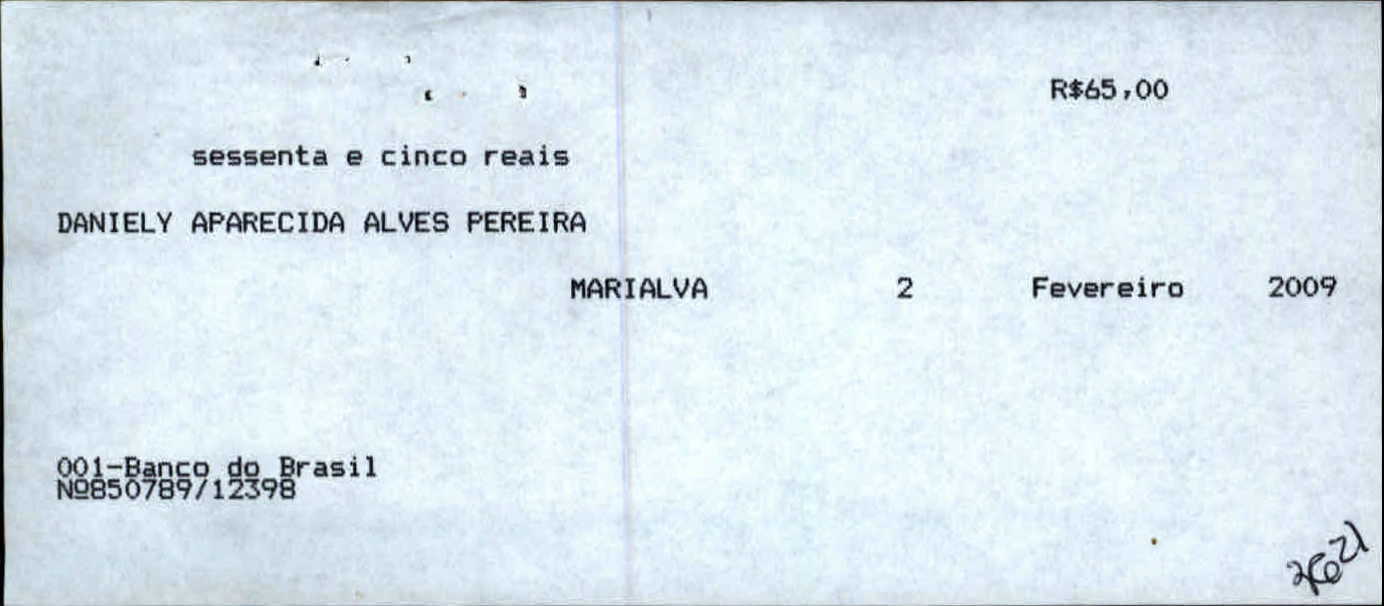 R$65,00
sessenta e cinco reais
DANIELY APARECIDA ALVES PEREIRA
MARIALVA 2 Fevereiro 2009
001-Banco do Brasil
Nº850789/12398